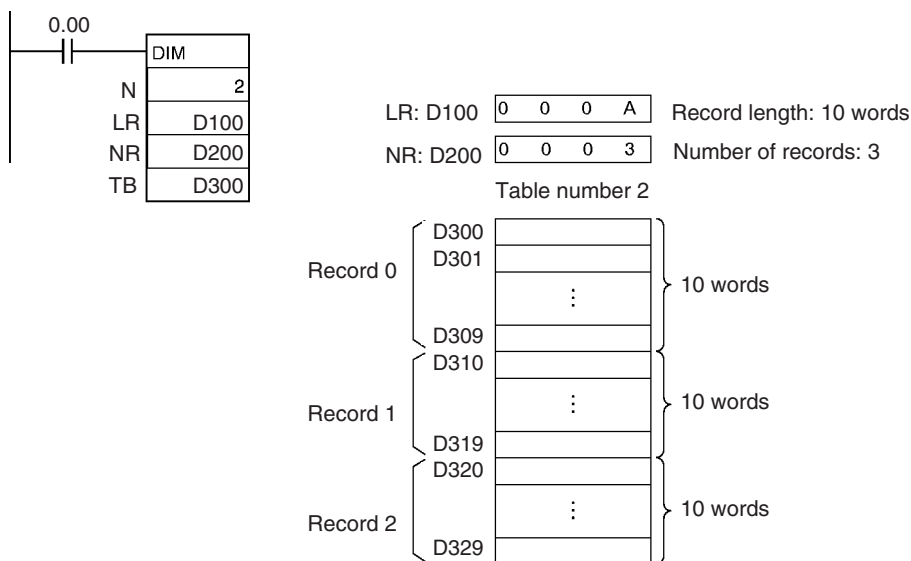 0.00
DIM
N 2
LR D100
NR D200
TB D300
LR: D100 0 0 0 A Record length: 10 words
NR: D200 0 0 0 3 Number of records: 3
Table number 2
D300
D301
Record 0
10 words
D309
D310
Record 1
10 words
D319
D320
Record 2
10 words
D329